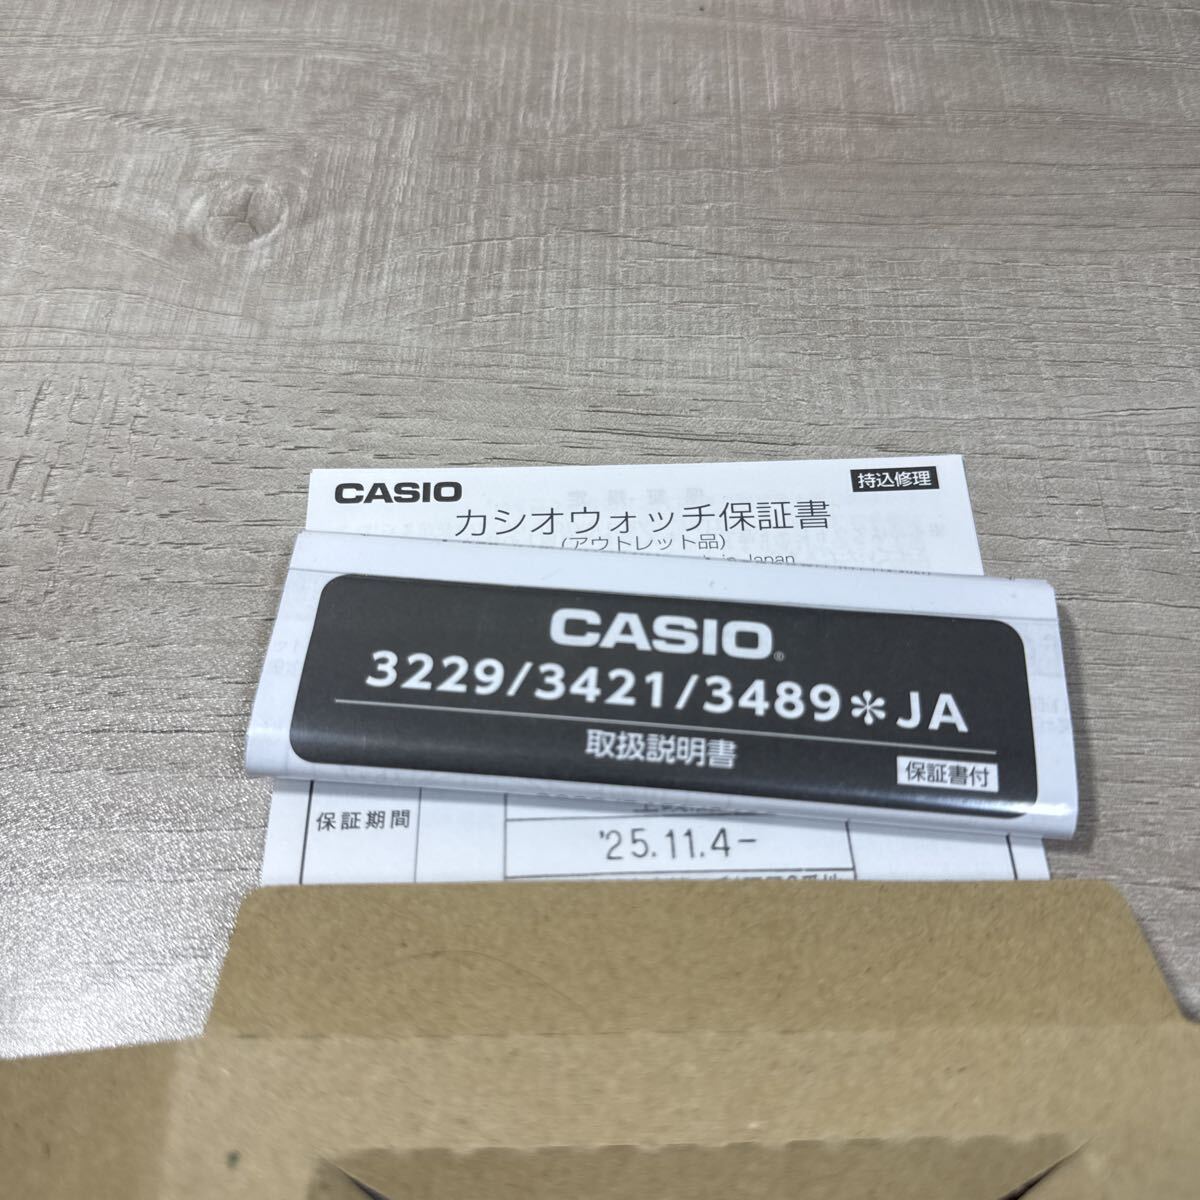 CASIO
持込修理
カシオウォッチ保証書
(アウトレット品)
in Japan
CASIO®
3229/3421/3489＊JA
取扱説明書
保証書付
保証期間
'25.11.4-